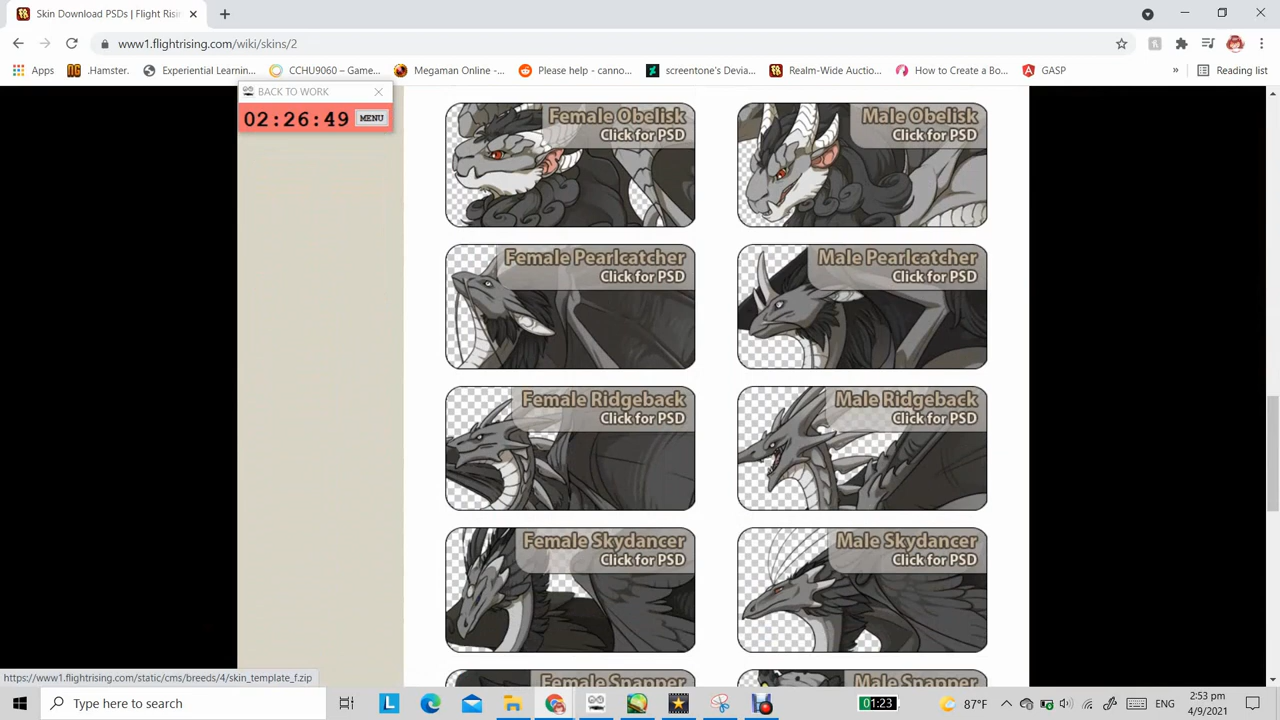 Skin Download PSDs | Flight Risin
www1.flightrising.com/wiki/skins/2
Apps .Hamster. Experiential Learnin... CCHU9060 – Game... Megaman Online -... Please help - canno... screentone's Devia... Realm-Wide Auctio... How to Create a Bo... GASP » Reading list
BACK TO WORK
02:26:49 MENU
Female Obelisk
Click for PSD
Male Obelisk
Click for PSD
Female Pearlcatcher
Click for PSD
Male Pearlcatcher
Click for PSD
Female Ridgeback
Click for PSD
Male Ridgeback
Click for PSD
Female Skydancer
Click for PSD
Male Skydancer
Click for PSD
Female Snapper
Male Snapper
https://www1.flightrising.com/static/cms/breeds/4/skin_template_f.zip
Type here to search
01:23
87°F
ENG
2:53 pm
4/9/2021